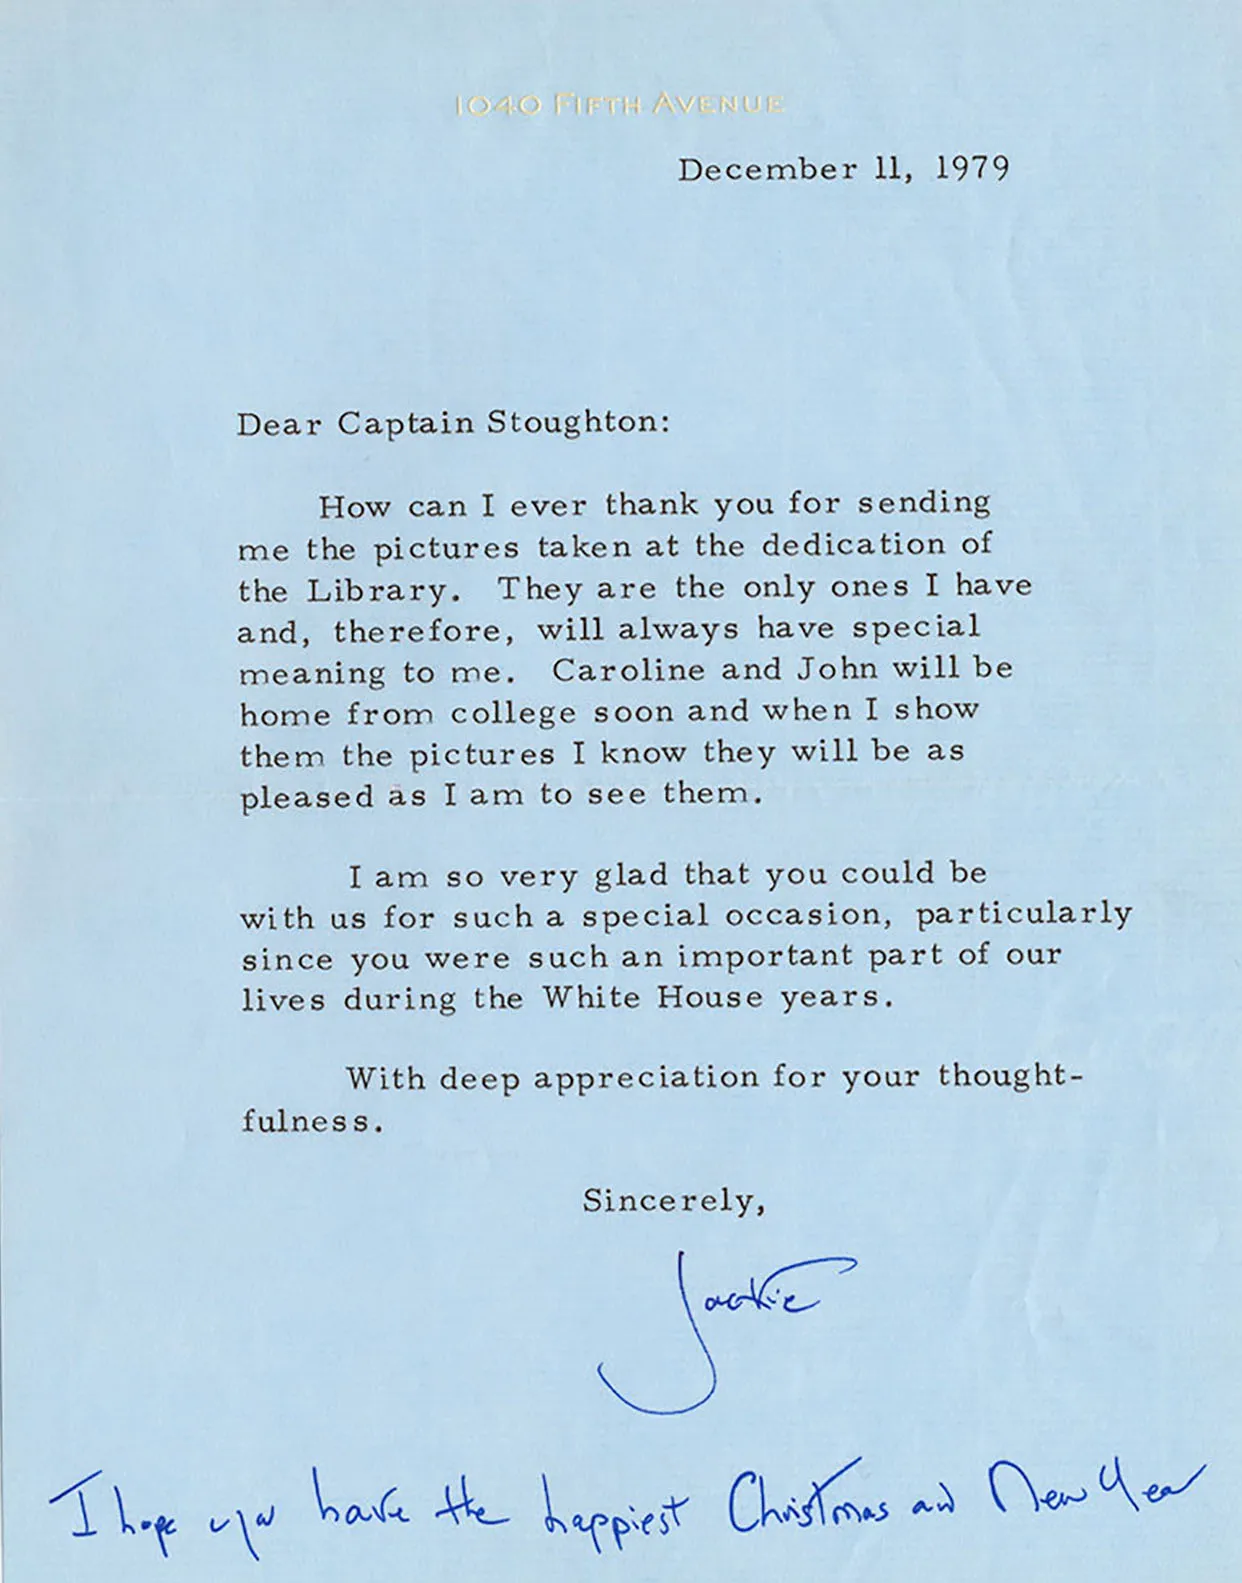 1040 FIFTH AVENUE
December 11, 1979
Dear Captain Stoughton:
How can I ever thank you for sending
me the pictures taken at the dedication of
the Library. They are the only ones I have
and, therefore, will always have special
meaning to me. Caroline and John will be
home from college soon and when I show
them the pictures I know they will be as
pleased as I am to see them.
I am so very glad that you could be
with us for such a special occasion, particularly
since you were such an important part of our
lives during the White House years.
With deep appreciation for your thought-
fulness.
Sincerely,
Jackie
I hope you have the happiest Christmas and New Year